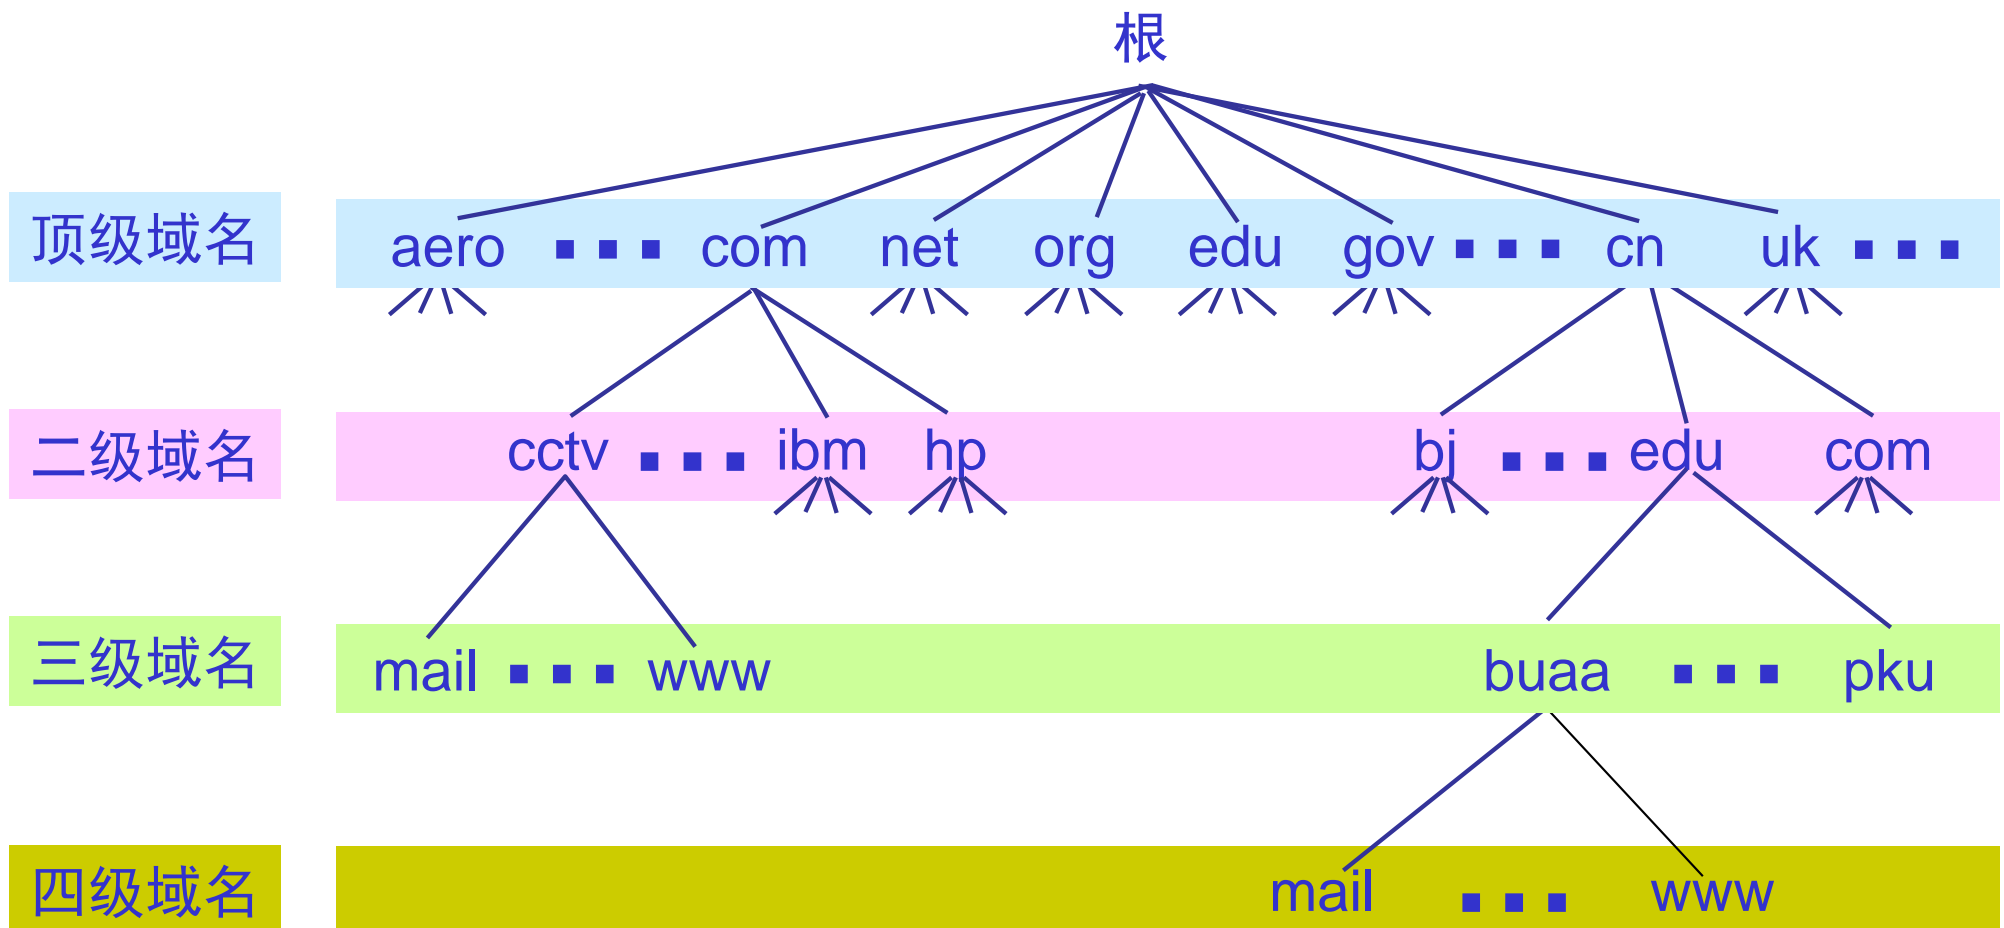 根
顶级域名 aero ▪▪▪ com net org edu gov ▪▪▪ cn uk ▪▪▪
二级域名 cctv ▪▪▪ ibm hp bj ▪▪▪ edu com
三级域名 mail ▪▪▪ www buaa ▪▪▪ pku
四级域名 mail ▪▪▪ www